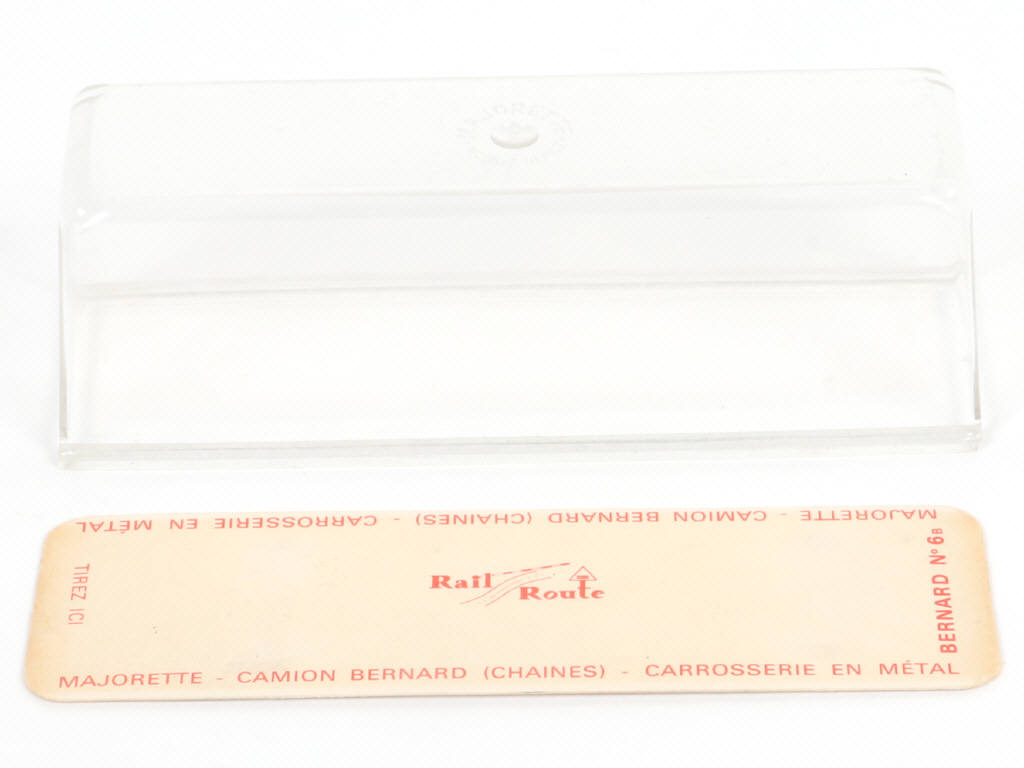 MAJORETTE
MAJORETTE - CAMION BERNARD (CHAINES) - CARROSSERIE EN MÉTAL
TIREZ ICI
Rail
Route
BERNARD N° 6B
MAJORETTE - CAMION BERNARD (CHAINES) - CARROSSERIE EN MÉTAL